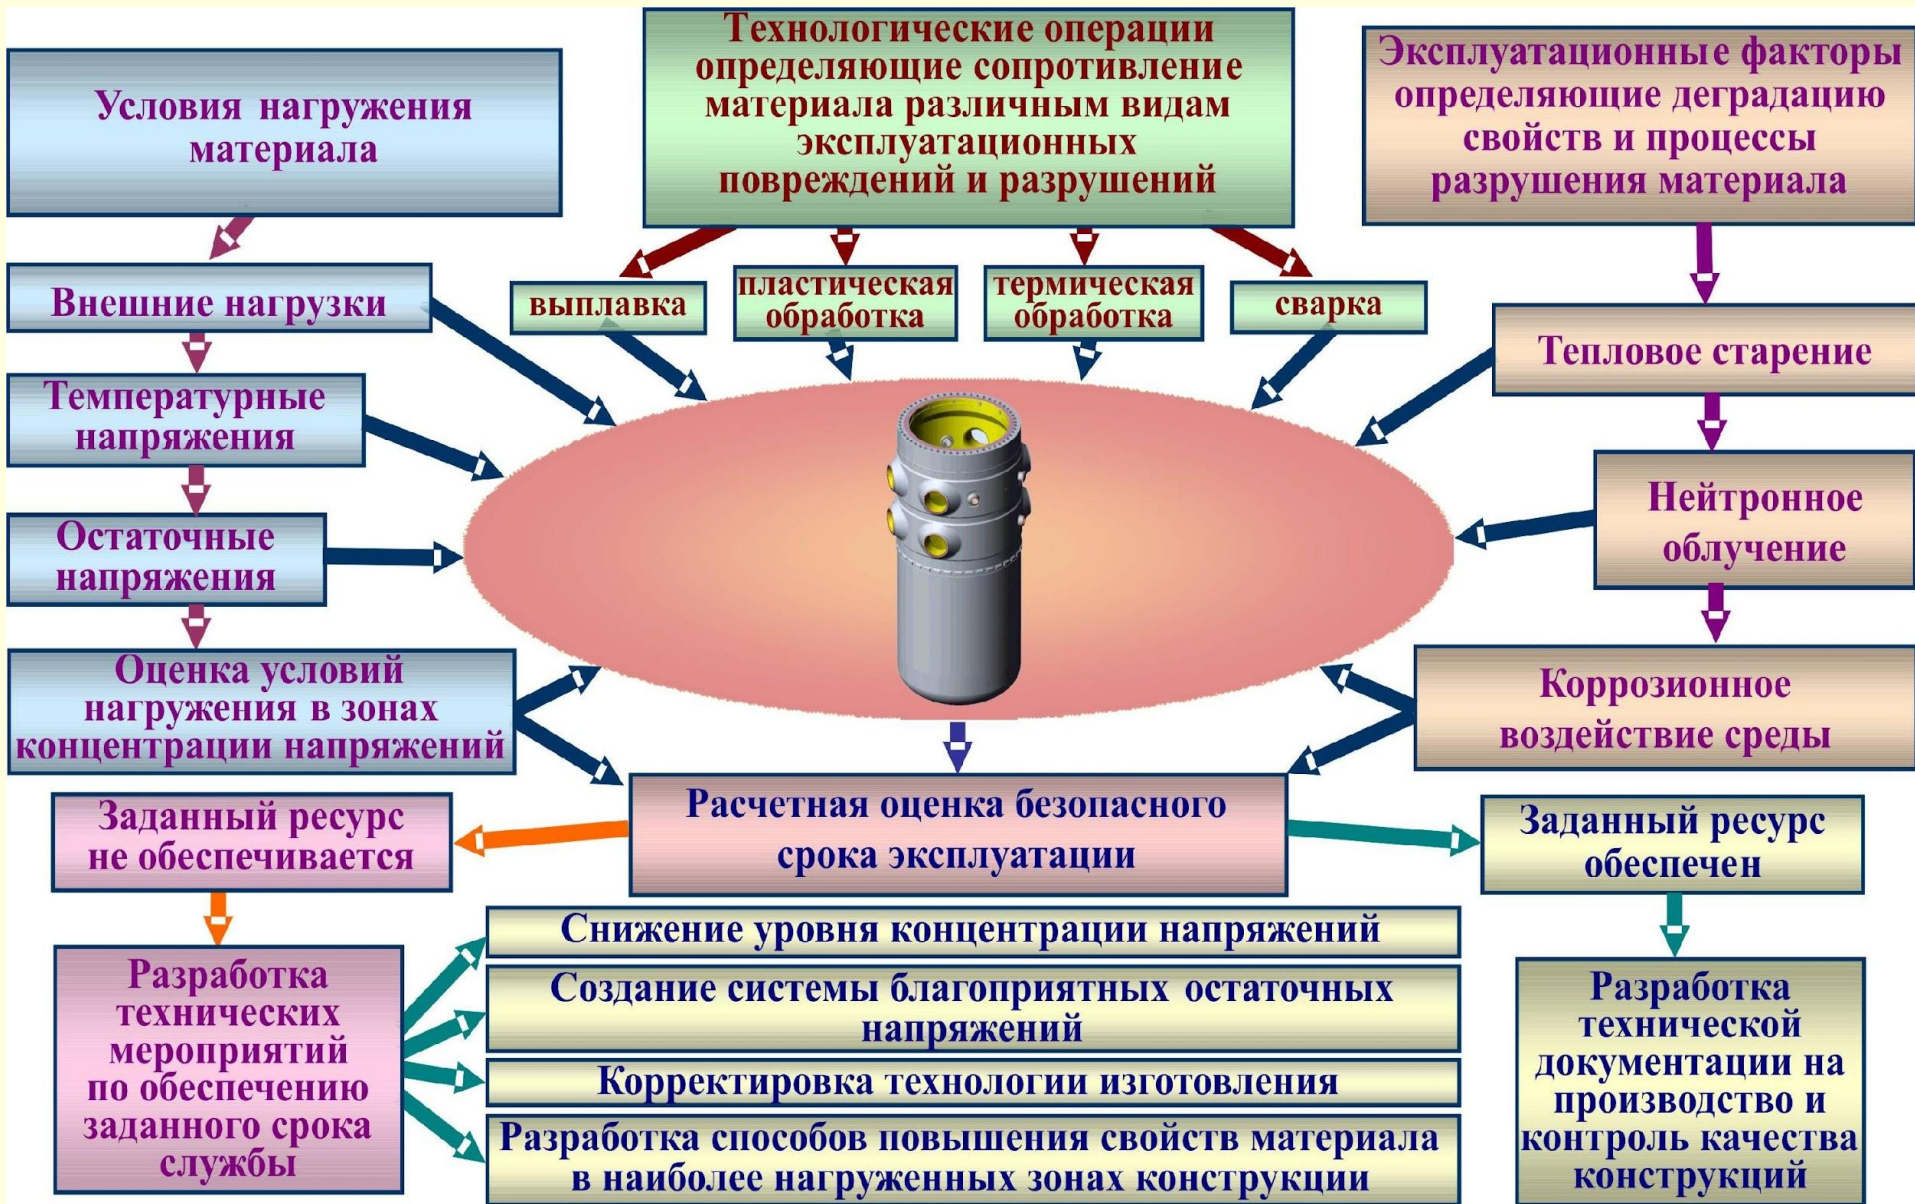 Условия нагружения
материала
Технологические операции
определяющие сопротивление
материала различным видам
эксплуатационных
повреждений и разрушений
Эксплуатационные факторы
определяющие деградацию
свойств и процессы
разрушения материала
Внешние нагрузки
выплавка
пластическая
обработка
термическая
обработка
сварка
Тепловое старение
Температурные
напряжения
Нейтронное
облучение
Остаточные
напряжения
Оценка условий
нагружения в зонах
концентрации напряжений
Коррозионное
воздействие среды
Расчетная оценка безопасного
срока эксплуатации
Заданный ресурс
не обеспечивается
Заданный ресурс
обеспечен
Разработка
технических
мероприятий
по обеспечению
заданного срока
службы
Снижение уровня концентрации напряжений
Создание системы благоприятных остаточных
напряжений
Корректировка технологии изготовления
Разработка способов повышения свойств материала
в наиболее нагруженных зонах конструкции
Разработка
технической
документации на
производство и
контроль качества
конструкций